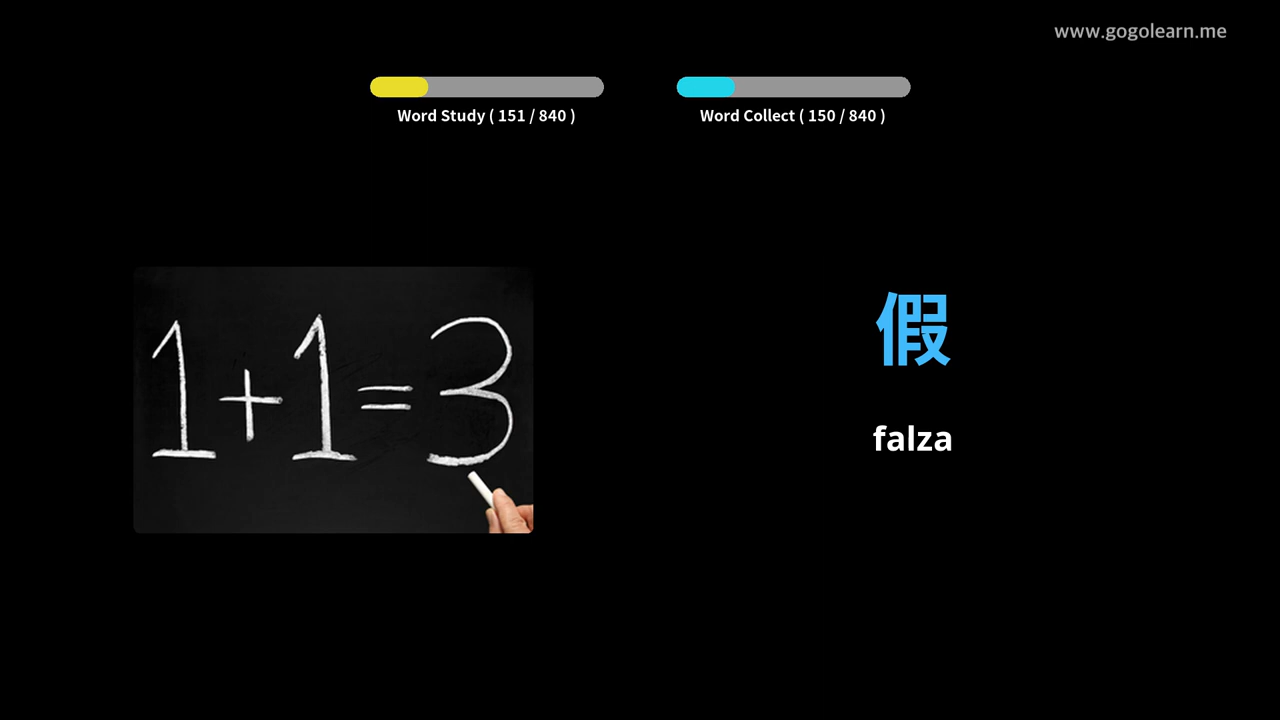 www.gogolearn.me
Word Study ( 151 / 840 )
Word Collect ( 150 / 840 )
1+1=3
假
falza